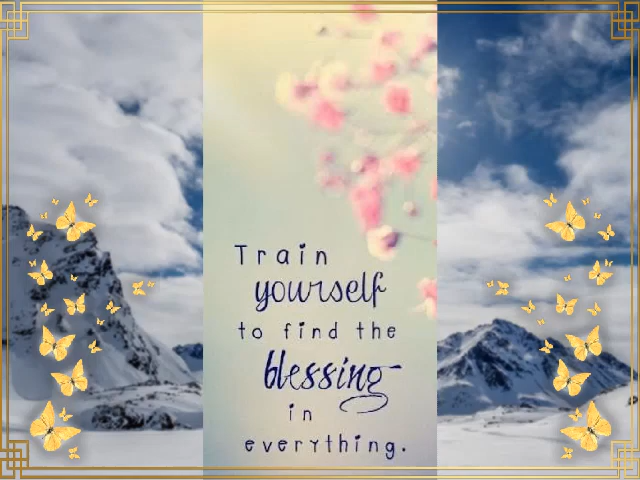 Train
yourself
to find the
blessing
in
everything.